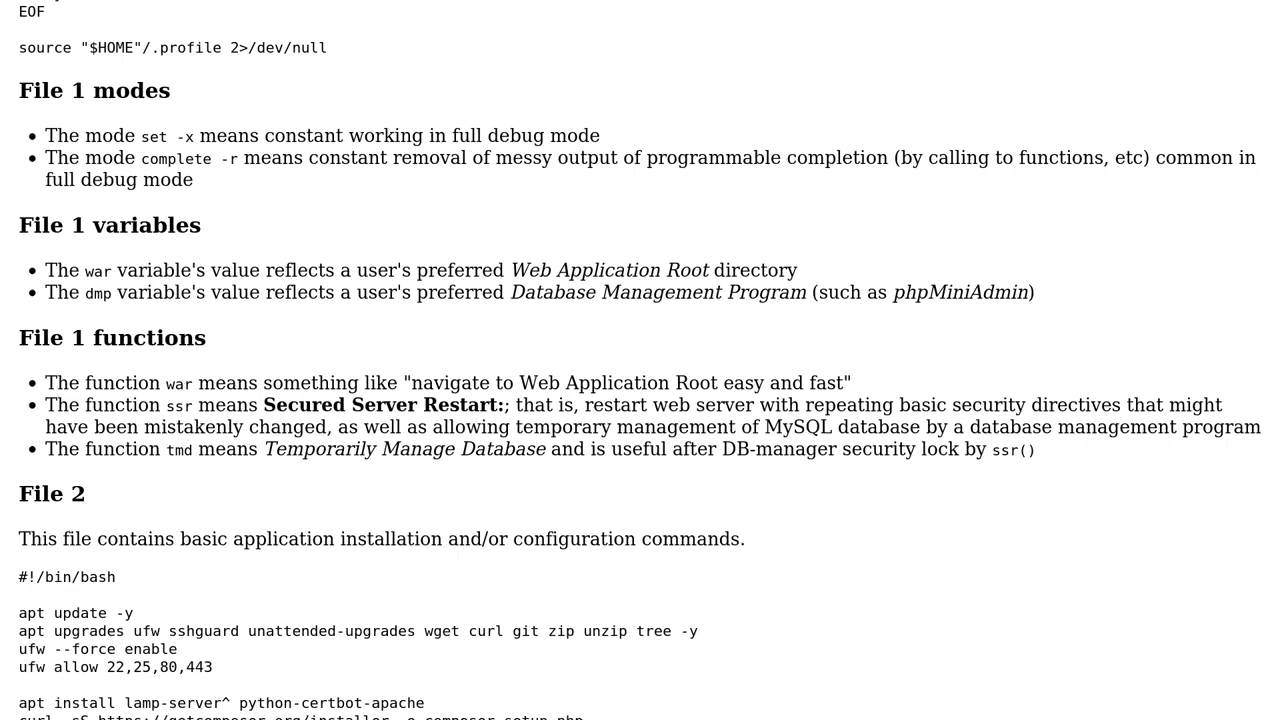 EOF
source "$HOME"/.profile 2>/dev/null
File 1 modes
• The mode set -x means constant working in full debug mode
• The mode complete -r means constant removal of messy output of programmable completion (by calling to functions, etc) common in
full debug mode
File 1 variables
• The war variable's value reflects a user's preferred Web Application Root directory
• The dmp variable's value reflects a user's preferred Database Management Program (such as phpMiniAdmin)
File 1 functions
• The function war means something like "navigate to Web Application Root easy and fast"
• The function ssr means Secured Server Restart:; that is, restart web server with repeating basic security directives that might
have been mistakenly changed, as well as allowing temporary management of MySQL database by a database management program
• The function tmd means Temporarily Manage Database and is useful after DB-manager security lock by ssr()
File 2
This file contains basic application installation and/or configuration commands.
#!/bin/bash
apt update -y
apt upgrades ufw sshguard unattended-upgrades wget curl git zip unzip tree -y
ufw --force enable
ufw allow 22,25,80,443
apt install lamp-server^ python-certbot-apache
curl -sS https://getcomposer.org/installer -o composer-setup.php